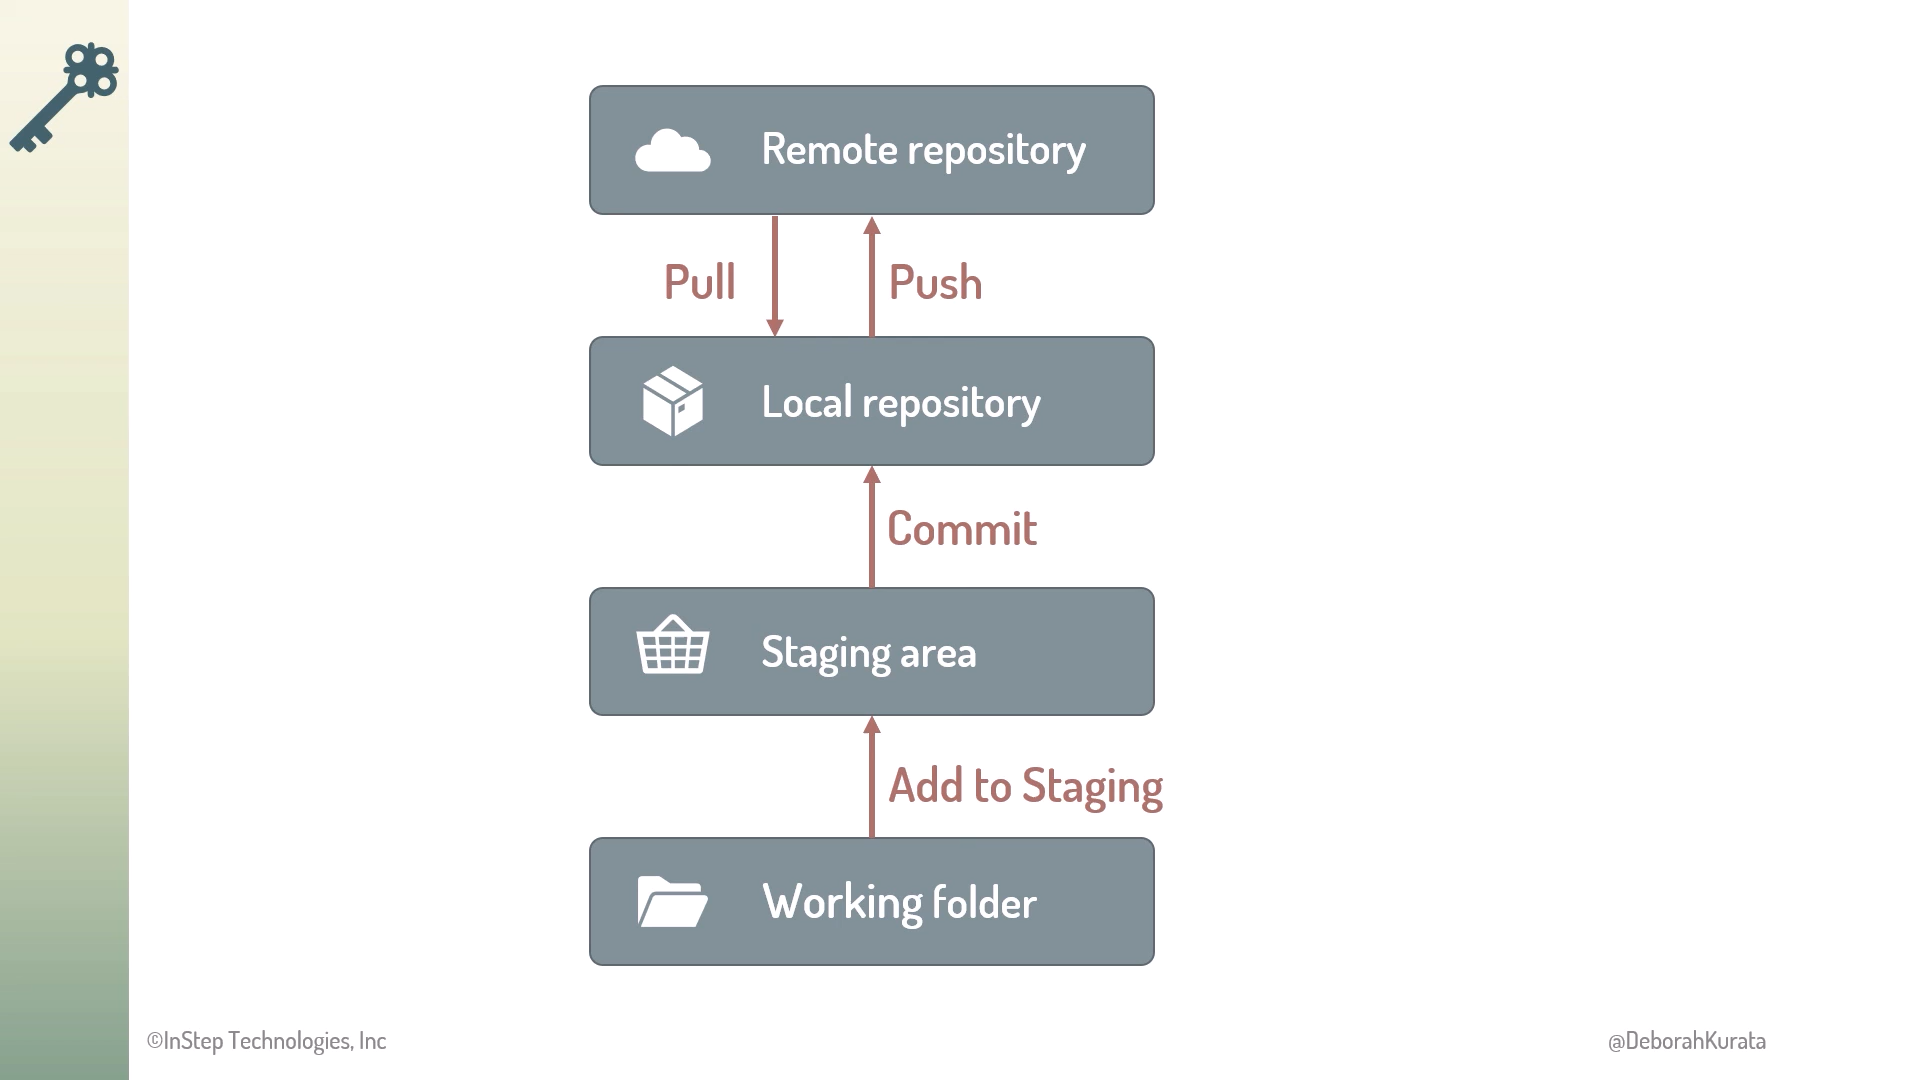 Remote repository
Pull
Push
Local repository
Commit
Staging area
Add to Staging
Working folder
©InStep Technologies, Inc
@DeborahKurata